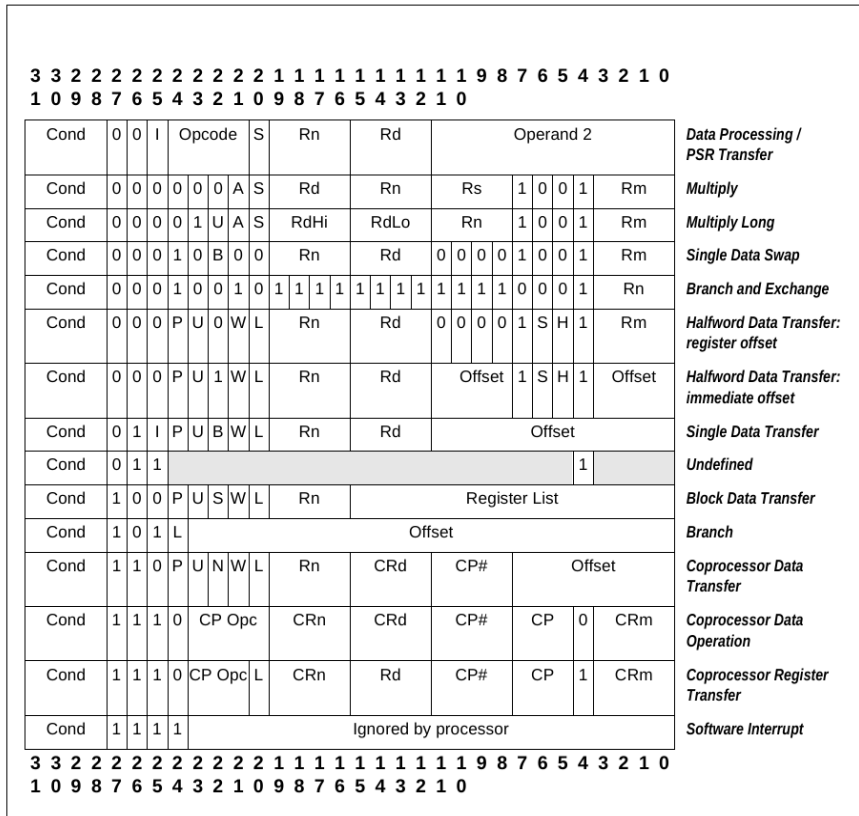 3 3 2 2 2 2 2 2 2 2 2 2 1 1 1 1 1 1 1 1 1 1 9 8 7 6 5 4 3 2 1 0
1 0 9 8 7 6 5 4 3 2 1 0 9 8 7 6 5 4 3 2 1 0
Cond 0 0 I Opcode S Rn Rd Operand 2 Data Processing /
PSR Transfer
Cond 0 0 0 0 0 0 A S Rd Rn Rs 1 0 0 1 Rm Multiply
Cond 0 0 0 0 1 U A S RdHi RdLo Rn 1 0 0 1 Rm Multiply Long
Cond 0 0 0 1 0 B 0 0 Rn Rd 0 0 0 0 1 0 0 1 Rm Single Data Swap
Cond 0 0 0 1 0 0 1 0 1 1 1 1 1 1 1 1 1 1 1 1 0 0 0 1 Rn Branch and Exchange
Cond 0 0 0 P U 0 W L Rn Rd 0 0 0 0 1 S H 1 Rm Halfword Data Transfer:
register offset
Cond 0 0 0 P U 1 W L Rn Rd Offset 1 S H 1 Offset Halfword Data Transfer:
immediate offset
Cond 0 1 I P U B W L Rn Rd Offset Single Data Transfer
Cond 0 1 1 1 Undefined
Cond 1 0 0 P U S W L Rn Register List Block Data Transfer
Cond 1 0 1 L Offset Branch
Cond 1 1 0 P U N W L Rn CRd CP# Offset Coprocessor Data
Transfer
Cond 1 1 1 0 CP Opc CRn CRd CP# CP 0 CRm Coprocessor Data
Operation
Cond 1 1 1 0 CP Opc L CRn Rd CP# CP 1 CRm Coprocessor Register
Transfer
Cond 1 1 1 1 Ignored by processor Software Interrupt
3 3 2 2 2 2 2 2 2 2 2 2 1 1 1 1 1 1 1 1 1 1 9 8 7 6 5 4 3 2 1 0
1 0 9 8 7 6 5 4 3 2 1 0 9 8 7 6 5 4 3 2 1 0